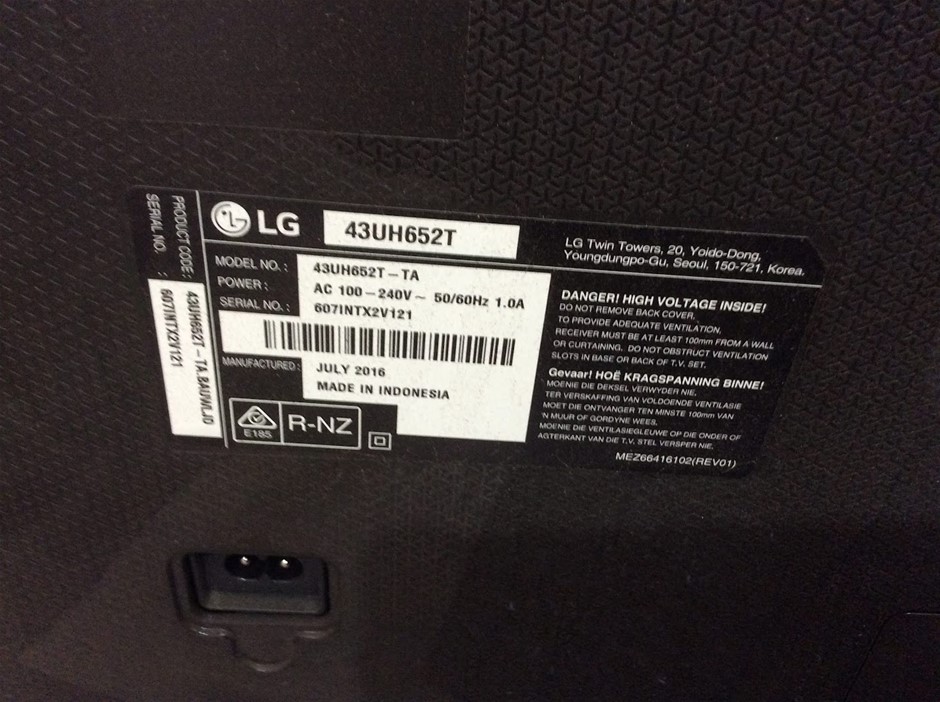 PRODUCT CODE : 43UH652T-TA.BAUWLJD
SERIAL NO. : 607INTX2V121
LG
43UH652T
LG Twin Towers, 20, Yoido-Dong,
Youngdungpo-Gu, Seoul, 150-721, Korea.
MODEL NO. : 43UH652T-TA
POWER : AC 100-240V ~ 50/60Hz 1.0A
SERIAL NO. : 607INTX2V121
MANUFACTURED : JULY 2016
MADE IN INDONESIA
E185
R-NZ
DANGER! HIGH VOLTAGE INSIDE!
DO NOT REMOVE BACK COVER.
TO PROVIDE ADEQUATE VENTILATION,
RECEIVER MUST BE AT LEAST 100mm FROM A WALL
OR CURTAINING. DO NOT OBSTRUCT VENTILATION
SLOTS IN BASE OR BACK OF T.V. SET.
Gevaar! HOË KRAGSPANNING BINNE!
MOENIE DIE DEKSEL VERWYDER NIE.
TER VERSKAFFING VAN VOLDOENDE VENTILASIE
MOET DIE ONTVANGER TEN MINSTE 100mm VAN
'N MUUR OF GORDYNE WEES.
MOENIE DIE VENTILASIEGLEUWE OP DIE ONDER OF
AGTERKANT VAN DIE T.V. STEL VERSPER NIE.
MEZ66416102(REV01)